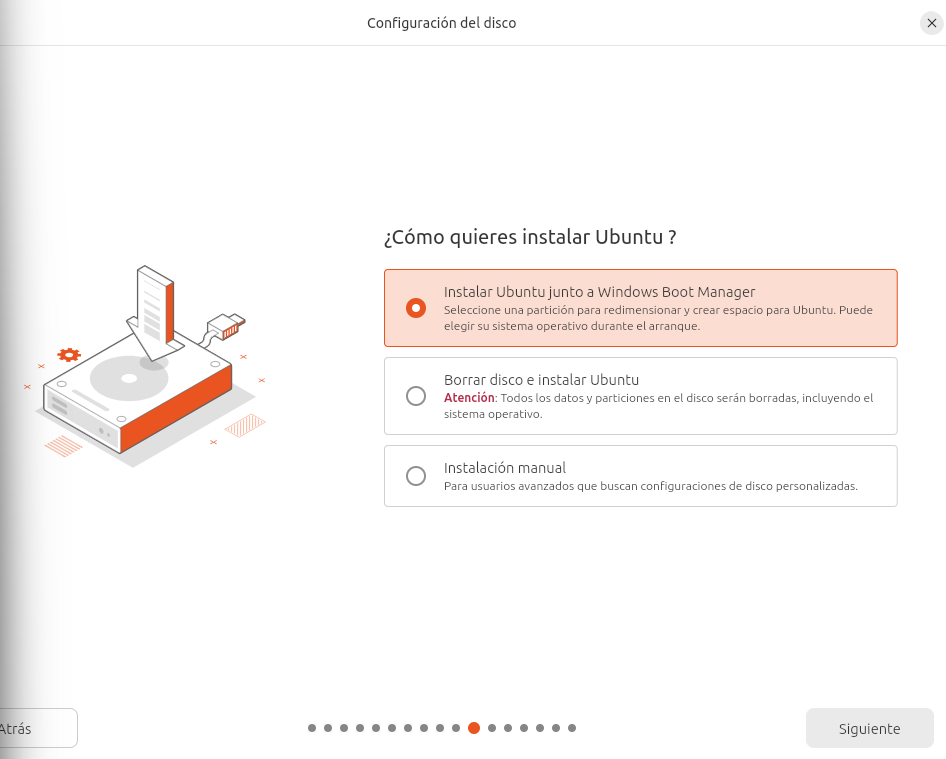 Configuración del disco
¿Cómo quieres instalar Ubuntu ?
Instalar Ubuntu junto a Windows Boot Manager
Seleccione una partición para redimensionar y crear espacio para Ubuntu. Puede
elegir su sistema operativo durante el arranque.
Borrar disco e instalar Ubuntu
Atención: Todos los datos y particiones en el disco serán borradas, incluyendo el
sistema operativo.
Instalación manual
Para usuarios avanzados que buscan configuraciones de disco personalizadas.
Atrás
Siguiente